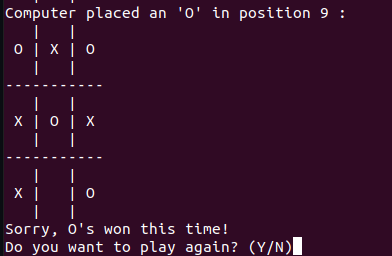 Computer placed an 'O' in position 9 :
   |   |
 O | X | O
   |   |
-----------
   |   |
 X | O | X
   |   |
-----------
   |   |
 X |   | O
   |   |
Sorry, O's won this time!
Do you want to play again? (Y/N)